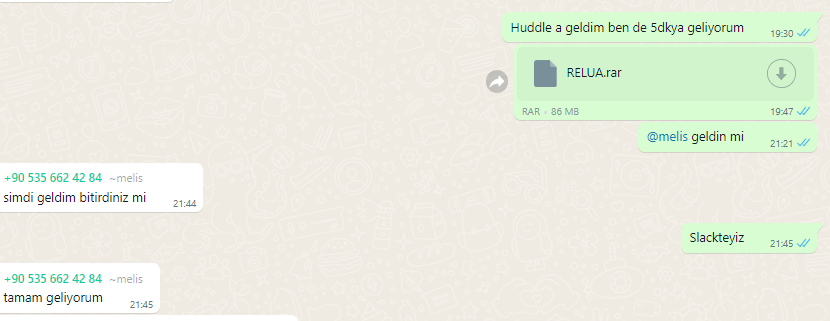 Huddle a geldim ben de 5dkya geliyorum
19:30
RELUA.rar
RAR · 86 MB
19:47
@melis geldin mi
21:21
+90 535 662 42 84 ~melis
simdi geldim bitirdiniz mi
21:44
Slackteyiz
21:45
+90 535 662 42 84 ~melis
tamam geliyorum
21:45